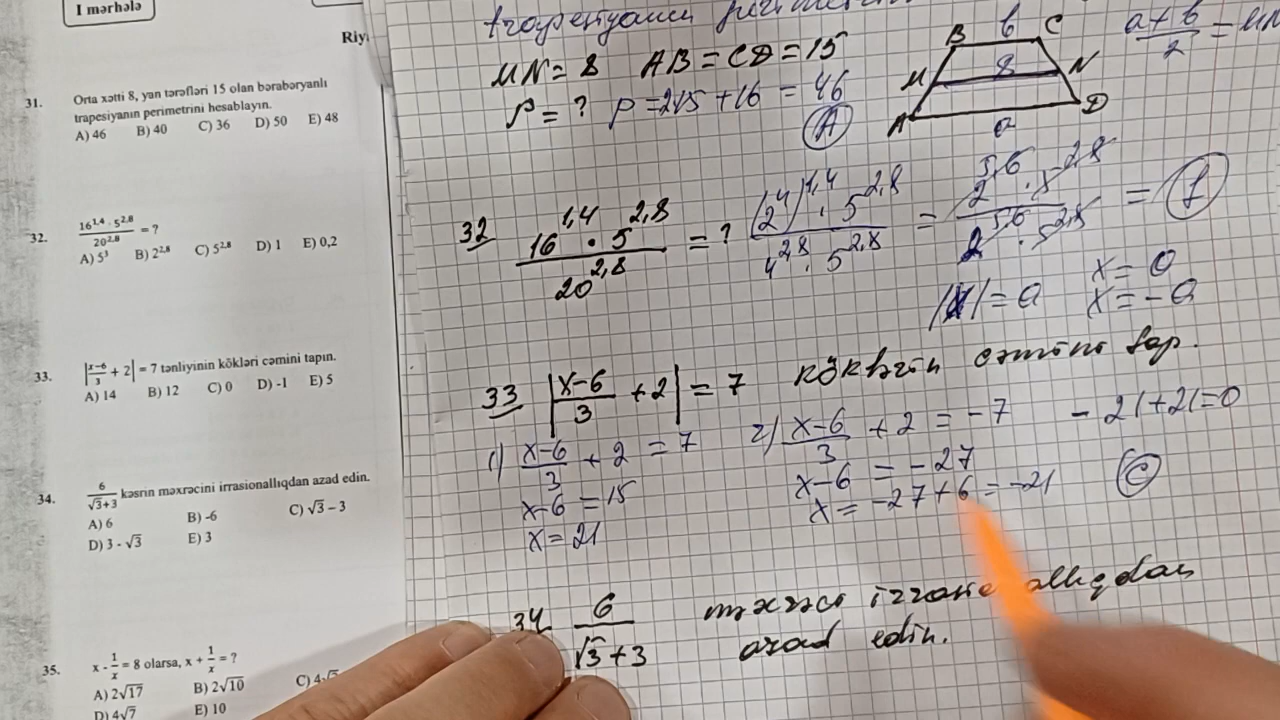 I mərhələ
Riy
31. Orta xətti 8, yan tərəfləri 15 olan bərabəryanlı
trapesiyanın perimetrini hesablayın.
A) 46 B) 40 C) 36 D) 50 E) 48
32. 16^1,4 · 5^2,8 / 20^2,8 = ?
A) 5^3 B) 2^2,8 C) 5^2,8 D) 1 E) 0,2
33. |x−6/3 + 2| = 7 tənliyinin kökləri cəmini tapın.
A) 14 B) 12 C) 0 D) -1 E) 5
34. 6/√3+3 kəsrin məxrəcini irrasionallıqdan azad edin.
A) 6 B) -6 C) √3 − 3
D) 3 - √3 E) 3
35. x - 1/x = 8 olarsa, x + 1/x = ?
A) 2√17 B) 2√10 C) 4√
D) 4√7 E) 10
MN = 8 AB = CD = 15
P = ? P = 2·15 + 16 = 46
A
B b C
M 8 N
A a D
a+b/2 = MN
32 16^1,4 · 5^2,8 / 20^2,8 = ? (2^4)^1,4 · 5^2,8 / 4^2,8 · 5^2,8 = 2^5,6 · 5^2,8 / 2^5,6 · 5^2,8 = 1
|x| = a x = a
x = -a
33 |x−6/3 + 2| = 7 köklərin cəmini tap.
1) x−6/3 + 2 = 7 2) x−6/3 + 2 = −7 − 21+21=0
x−6 = 15 x−6 = −27
x = 21 x = −27+6 = −21 C
34 6/√3+3 məxrəci
azad edin.